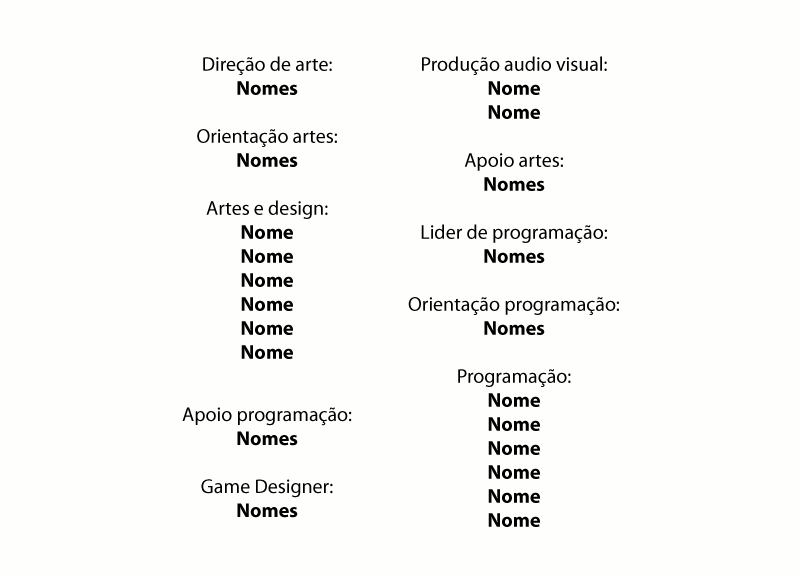 Direção de arte:
Nomes
Orientação artes:
Nomes
Artes e design:
Nome
Nome
Nome
Nome
Nome
Nome
Apoio programação:
Nomes
Game Designer:
Nomes
Produção audio visual:
Nome
Nome
Apoio artes:
Nomes
Lider de programação:
Nomes
Orientação programação:
Nomes
Programação:
Nome
Nome
Nome
Nome
Nome
Nome